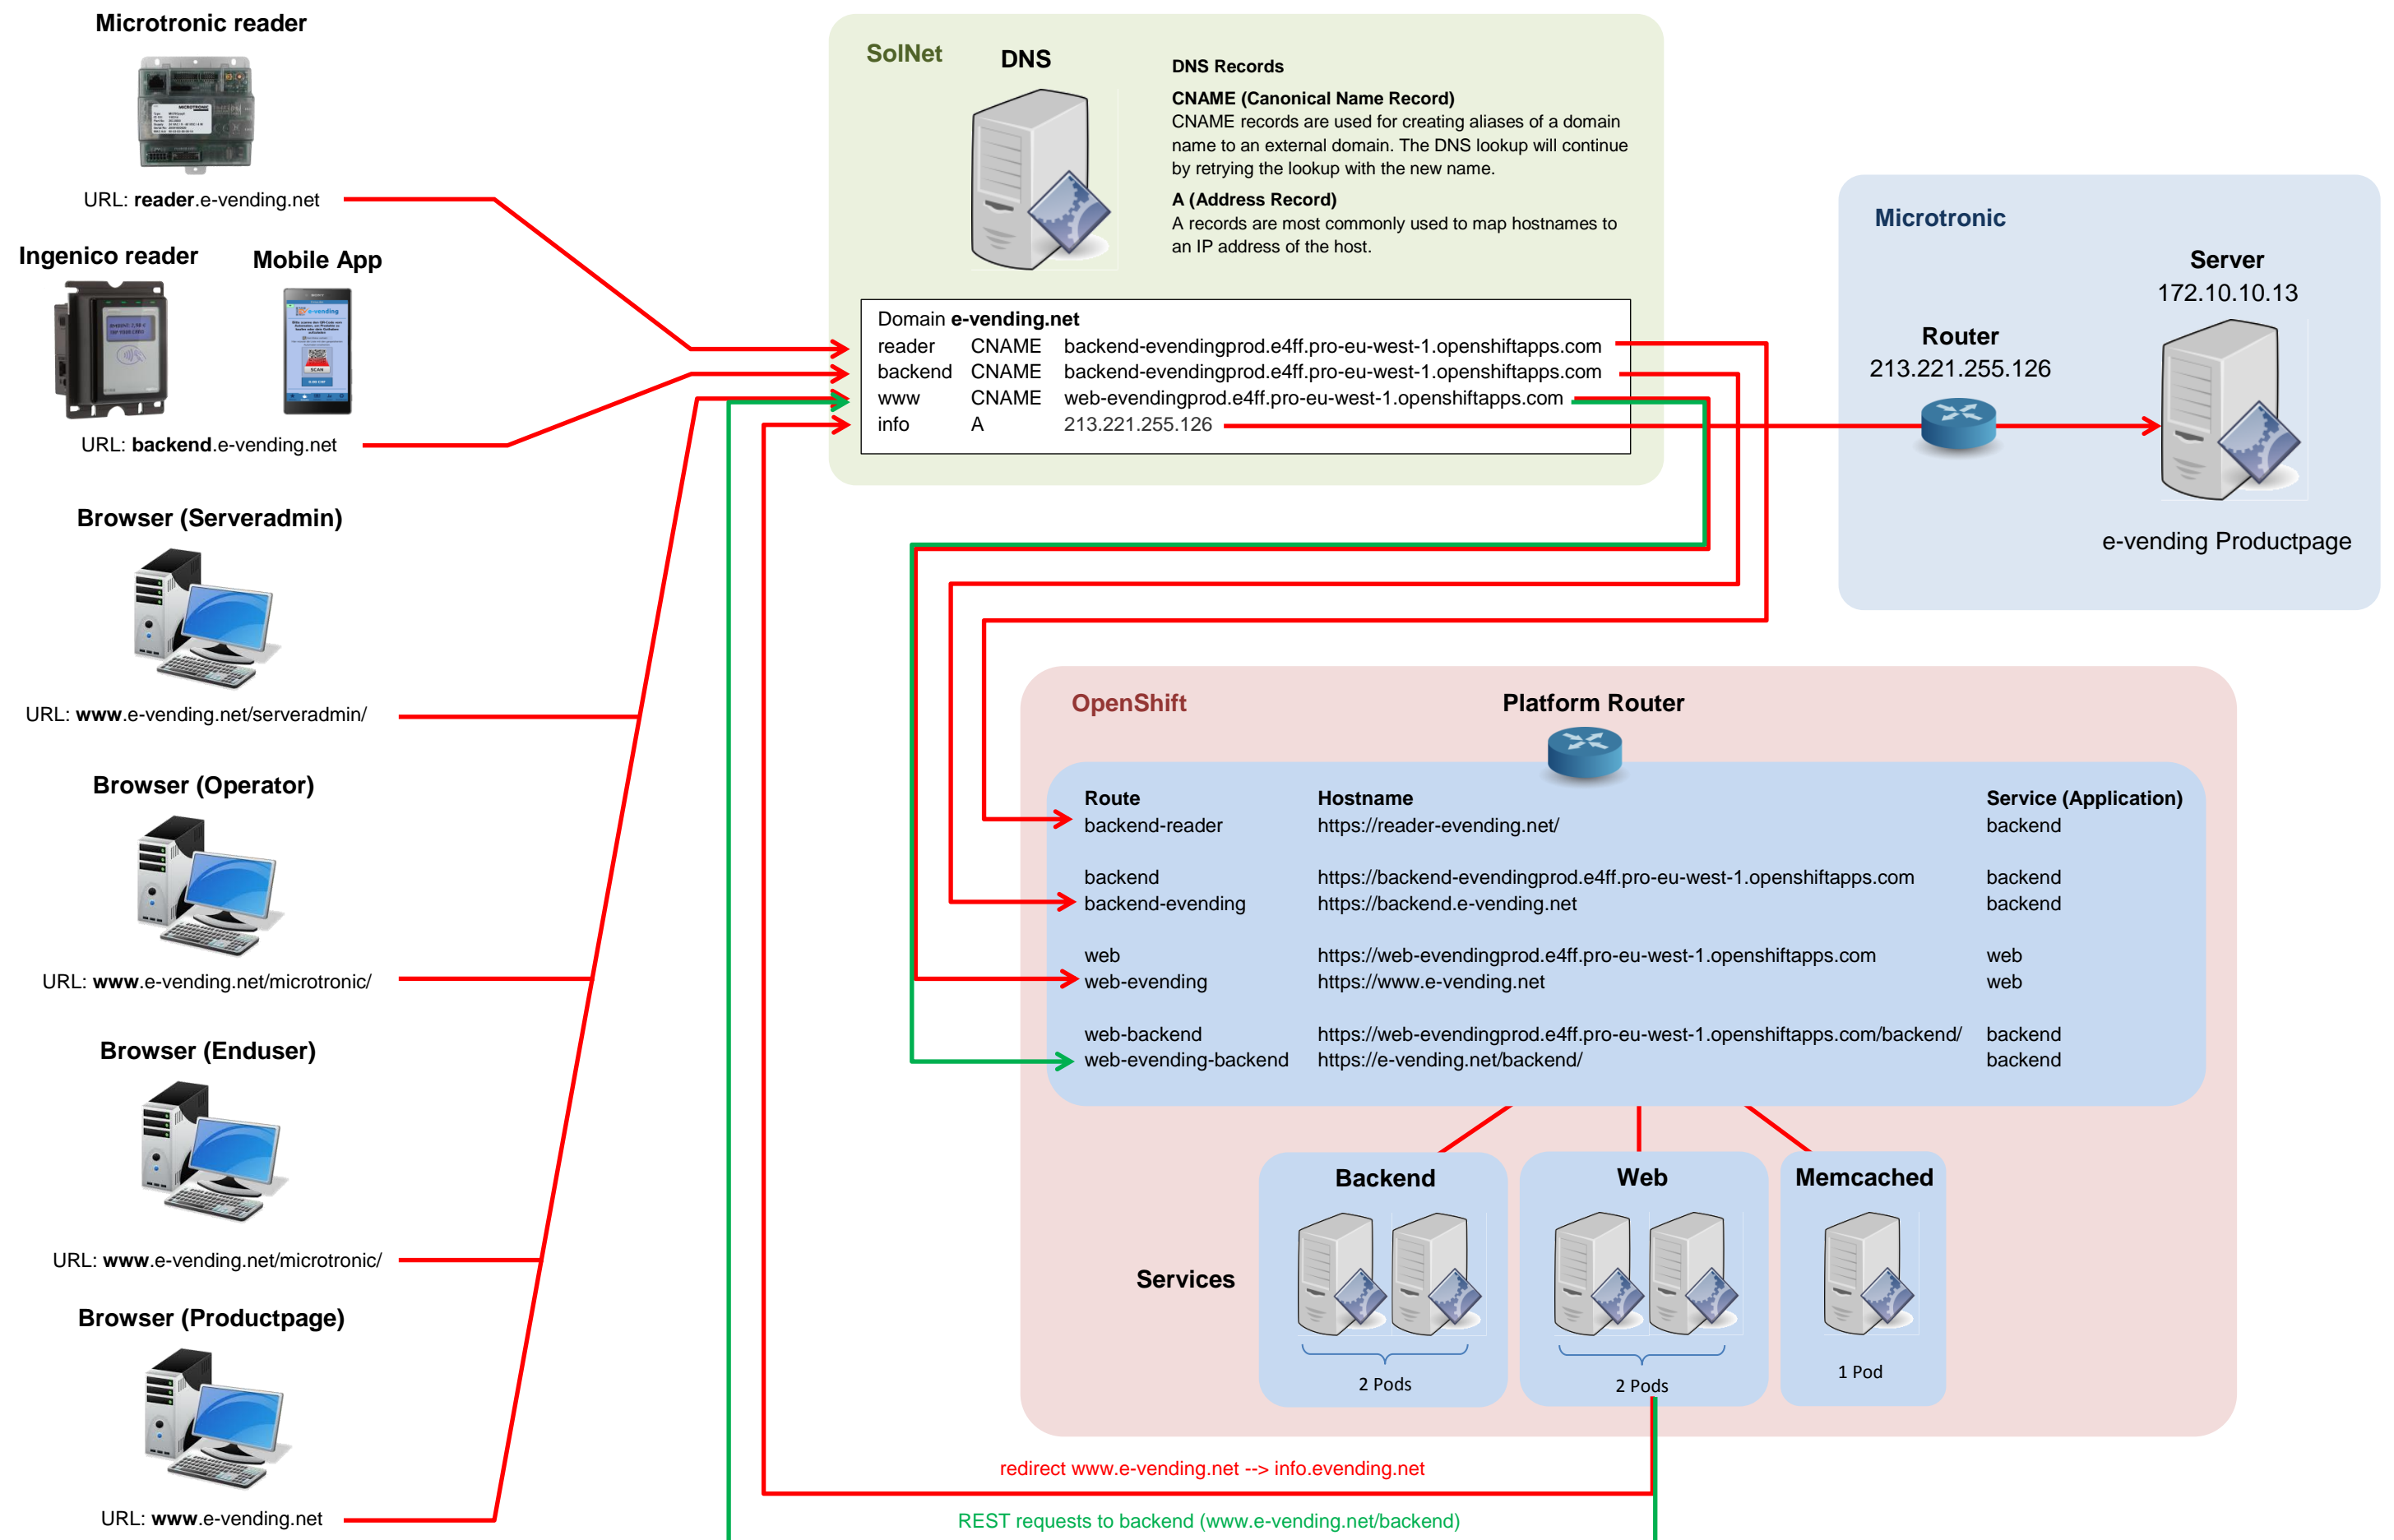 Microtronic reader
MICROTRONIC
URL: reader.e-vending.net
Ingenico reader
Mobile App
e-vending
SCAN
URL: backend.e-vending.net
Browser (Serveradmin)
URL: www.e-vending.net/serveradmin/
Browser (Operator)
URL: www.e-vending.net/microtronic/
Browser (Enduser)
URL: www.e-vending.net/microtronic/
Browser (Productpage)
URL: www.e-vending.net
SolNet
DNS
DNS Records
CNAME (Canonical Name Record)
CNAME records are used for creating aliases of a domain
name to an external domain. The DNS lookup will continue
by retrying the lookup with the new name.
A (Address Record)
A records are most commonly used to map hostnames to
an IP address of the host.
Domain e-vending.net
reader CNAME backend-evendingprod.e4ff.pro-eu-west-1.openshiftapps.com
backend CNAME backend-evendingprod.e4ff.pro-eu-west-1.openshiftapps.com
www CNAME web-evendingprod.e4ff.pro-eu-west-1.openshiftapps.com
info A 213.221.255.126
Microtronic
Server
172.10.10.13
Router
213.221.255.126
e-vending Productpage
OpenShift
Platform Router
Route Hostname Service (Application)
backend-reader https://reader-evending.net/ backend
backend https://backend-evendingprod.e4ff.pro-eu-west-1.openshiftapps.com backend
backend-evending https://backend.e-vending.net backend
web https://web-evendingprod.e4ff.pro-eu-west-1.openshiftapps.com web
web-evending https://www.e-vending.net web
web-backend https://web-evendingprod.e4ff.pro-eu-west-1.openshiftapps.com/backend/ backend
web-evending-backend https://e-vending.net/backend/ backend
Services
Backend
2 Pods
Web
2 Pods
Memcached
1 Pod
redirect www.e-vending.net --> info.evending.net
REST requests to backend (www.e-vending.net/backend)